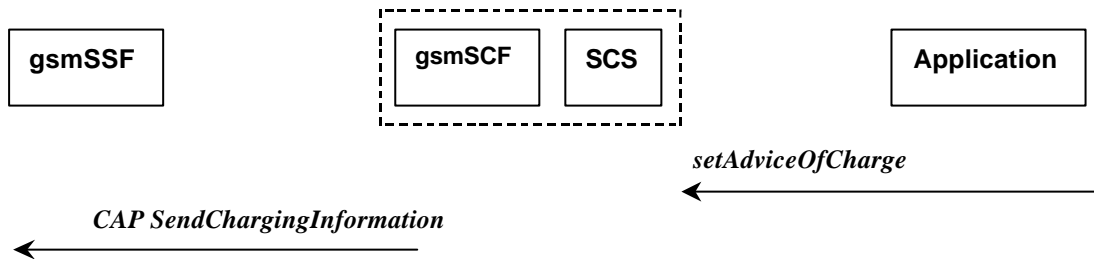 gsmSSF
gsmSCF
SCS
Application
setAdviceOfCharge
CAP SendChargingInformation